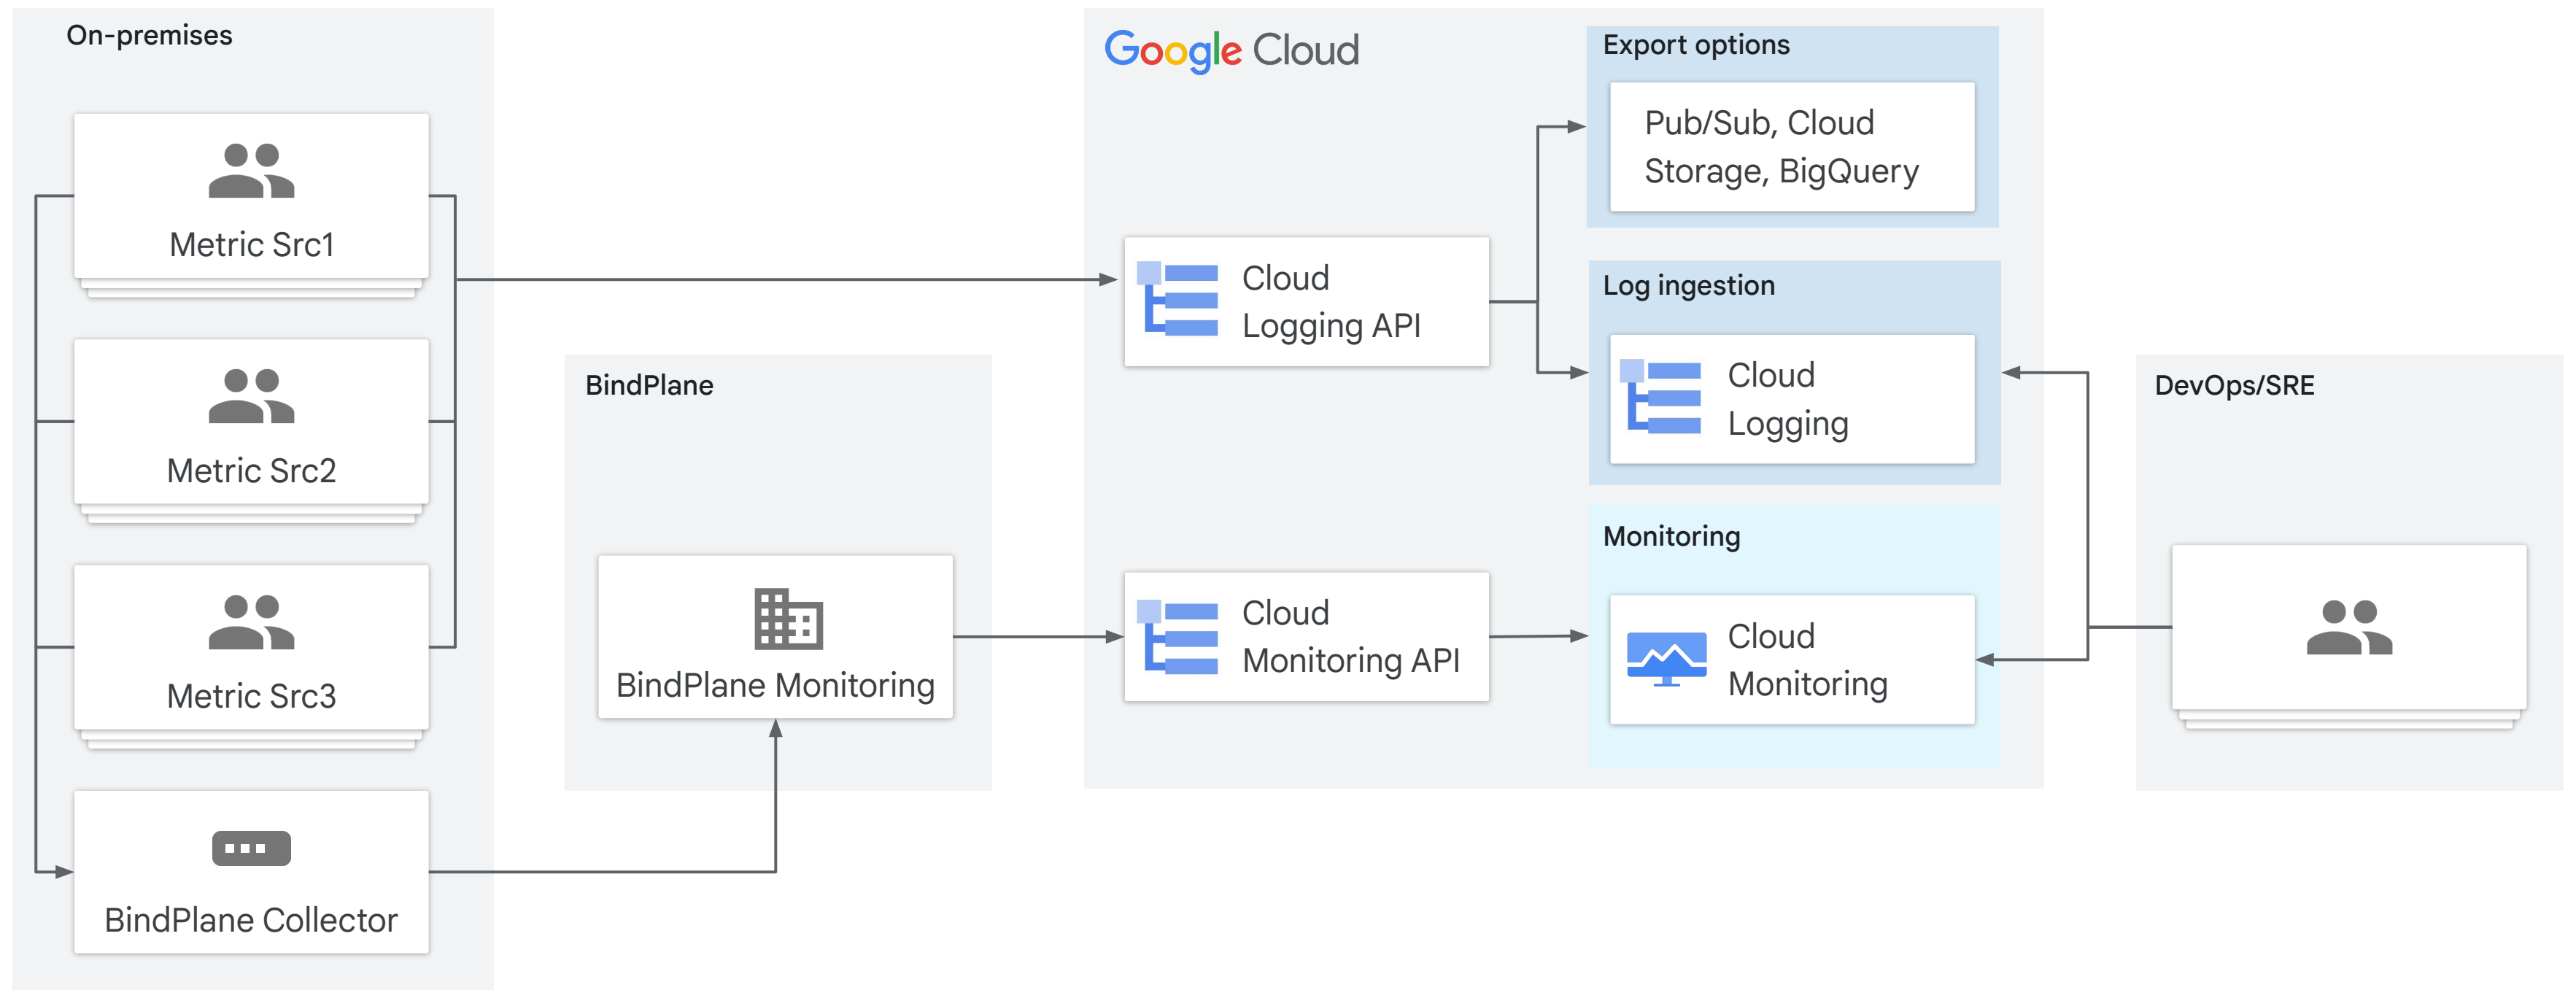 On-premises
Metric Src1
Metric Src2
Metric Src3
BindPlane Collector
BindPlane
BindPlane Monitoring
Google Cloud
Cloud
Logging API
Cloud
Monitoring API
Export options
Pub/Sub, Cloud
Storage, BigQuery
Log ingestion
Cloud
Logging
Monitoring
Cloud
Monitoring
DevOps/SRE